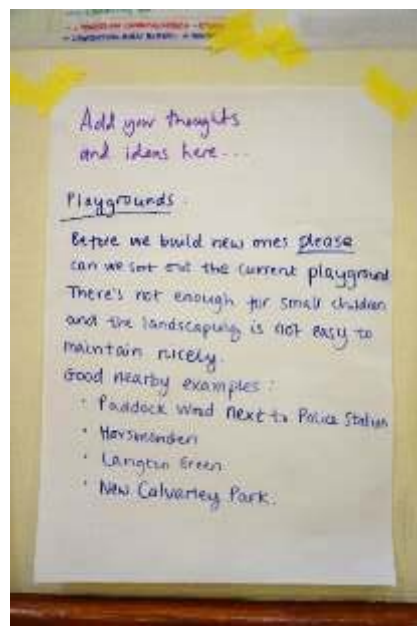 Add your thoughts
and ideas here...
Playgrounds.
Before we build new ones please
can we sort out the current playground
There's not enough for small children
and the landscaping is not easy to
maintain nicely.
Good nearby examples:
· Paddock Wood next to Police Station
· Horsmonden
· Langton Green
· New Calverley Park.